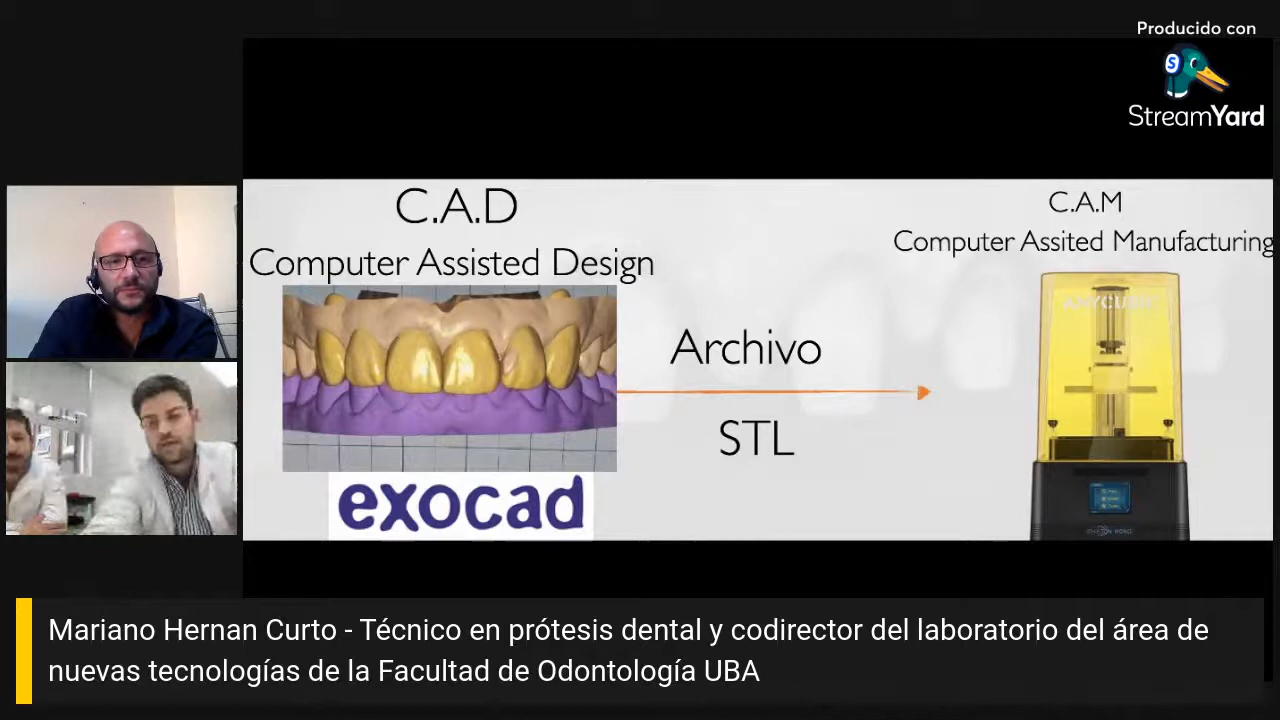 Producido con
StreamYard
C.A.D
Computer Assisted Design
C.A.M
Computer Assited Manufacturing
ANYCUBIC
Archivo
STL
exocad
Mariano Hernan Curto - Técnico en prótesis dental y codirector del laboratorio del área de
nuevas tecnologías de la Facultad de Odontología UBA